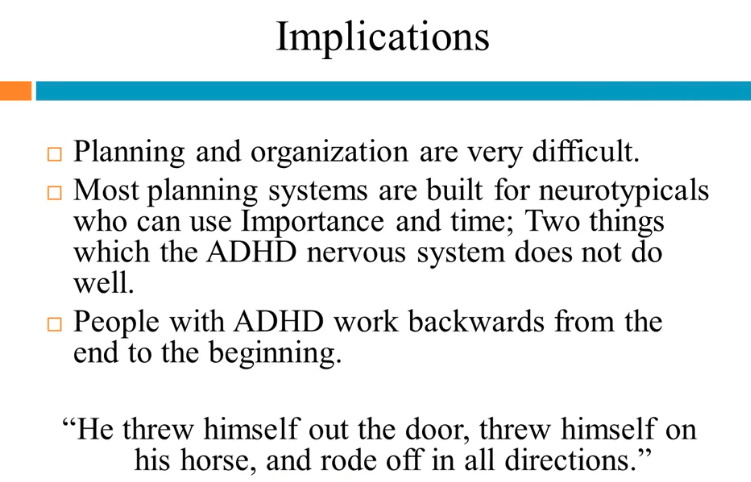 Implications
Planning and organization are very difficult.
Most planning systems are built for neurotypicals
who can use Importance and time; Two things
which the ADHD nervous system does not do
well.
People with ADHD work backwards from the
end to the beginning.
“He threw himself out the door, threw himself on
his horse, and rode off in all directions.”